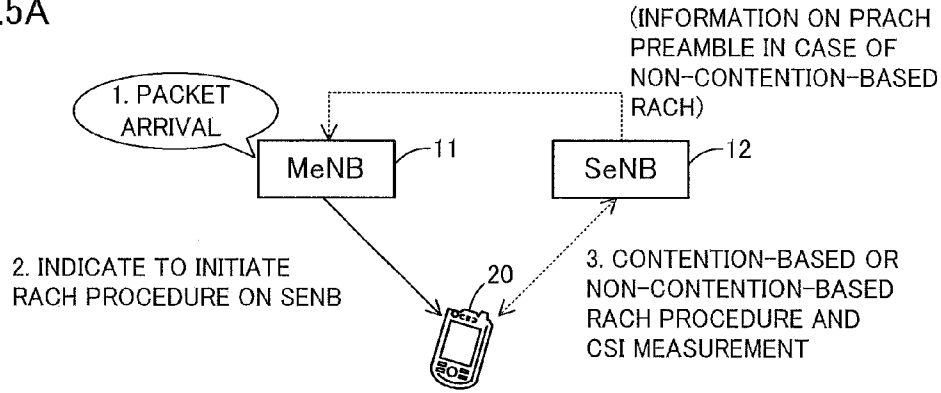 .5A
(INFORMATION ON PRACH
PREAMBLE IN CASE OF
NON-CONTENTION-BASED
RACH)
1. PACKET
ARRIVAL
MeNB
11
SeNB
12
2. INDICATE TO INITIATE
RACH PROCEDURE ON SENB
20
3. CONTENTION-BASED OR
NON-CONTENTION-BASED
RACH PROCEDURE AND
CSI MEASUREMENT